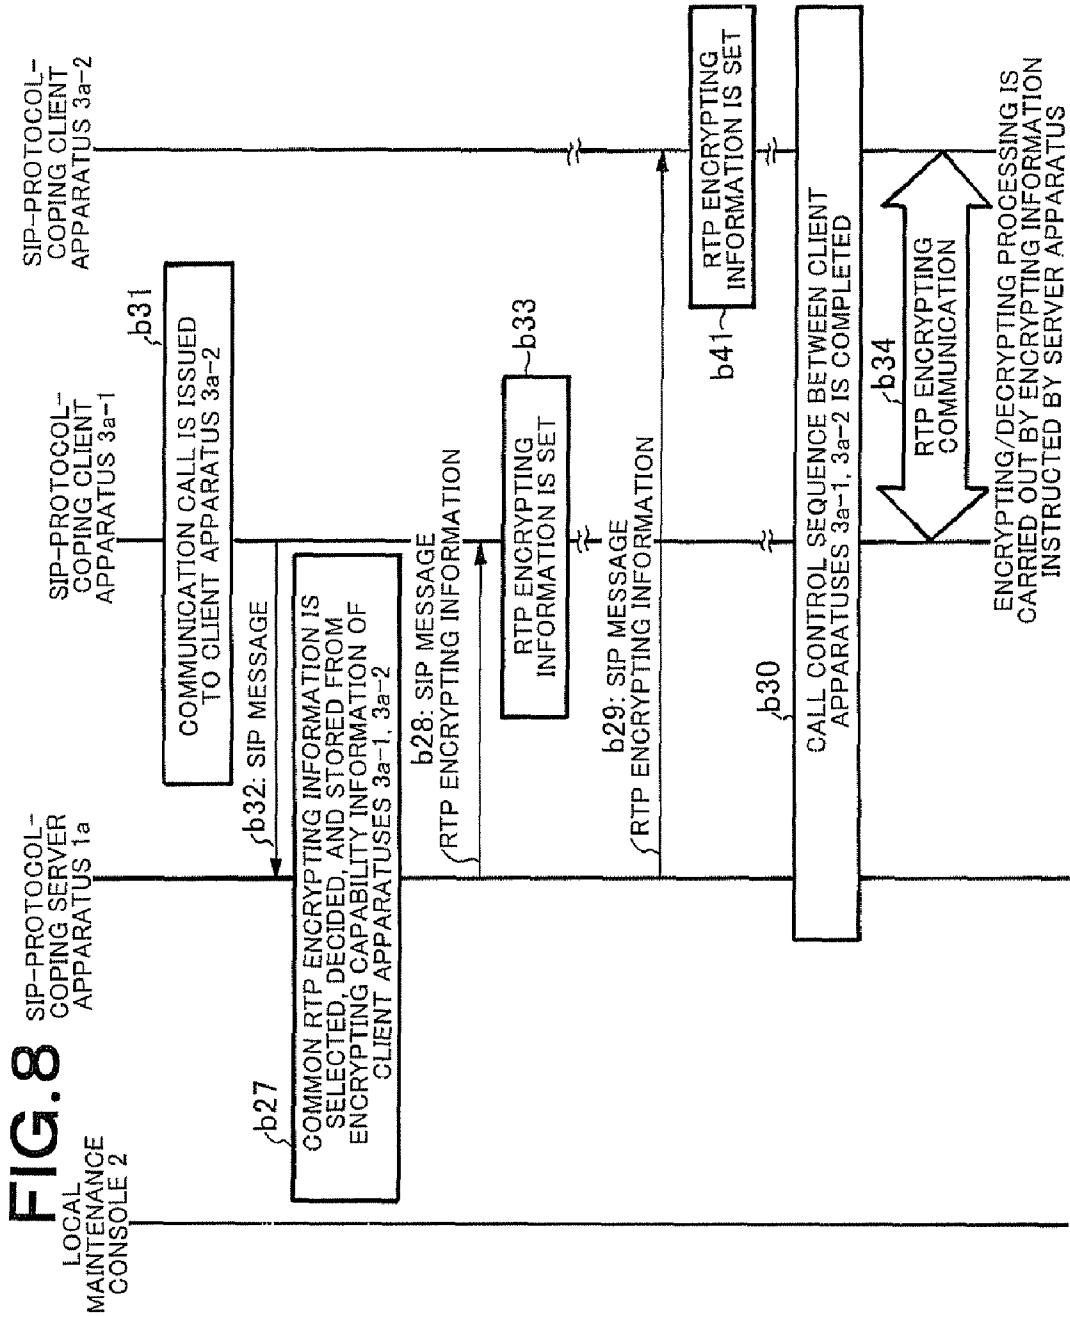 FIG.8
LOCAL
MAINTENANCE
CONSOLE 2
SIP-PROTOCOL-
COPING SERVER
APPARATUS 1a
SIP-PROTOCOL-
COPING CLIENT
APPARATUS 3a-1
SIP-PROTOCOL-
COPING CLIENT
APPARATUS 3a-2
b31
COMMUNICATION CALL IS ISSUED
TO CLIENT APPARATUS 3a-2
b32: SIP MESSAGE
b27
COMMON RTP ENCRYPTING INFORMATION IS
SELECTED, DECIDED, AND STORED FROM
ENCRYPTING CAPABILITY INFORMATION OF
CLIENT APPARATUSES 3a-1, 3a-2
b28: SIP MESSAGE
RTP ENCRYPTING INFORMATION
b33
RTP ENCRYPTING
INFORMATION IS SET
b29: SIP MESSAGE
RTP ENCRYPTING INFORMATION
b41
RTP ENCRYPTING
INFORMATION IS SET
b30
CALL CONTROL SEQUENCE BETWEEN CLIENT
APPARATUSES 3a-1, 3a-2 IS COMPLETED
b34
RTP ENCRYPTING
COMMUNICATION
ENCRYPTING/DECRYPTING PROCESSING IS
CARRIED OUT BY ENCRYPTING INFORMATION
INSTRUCTED BY SERVER APPARATUS